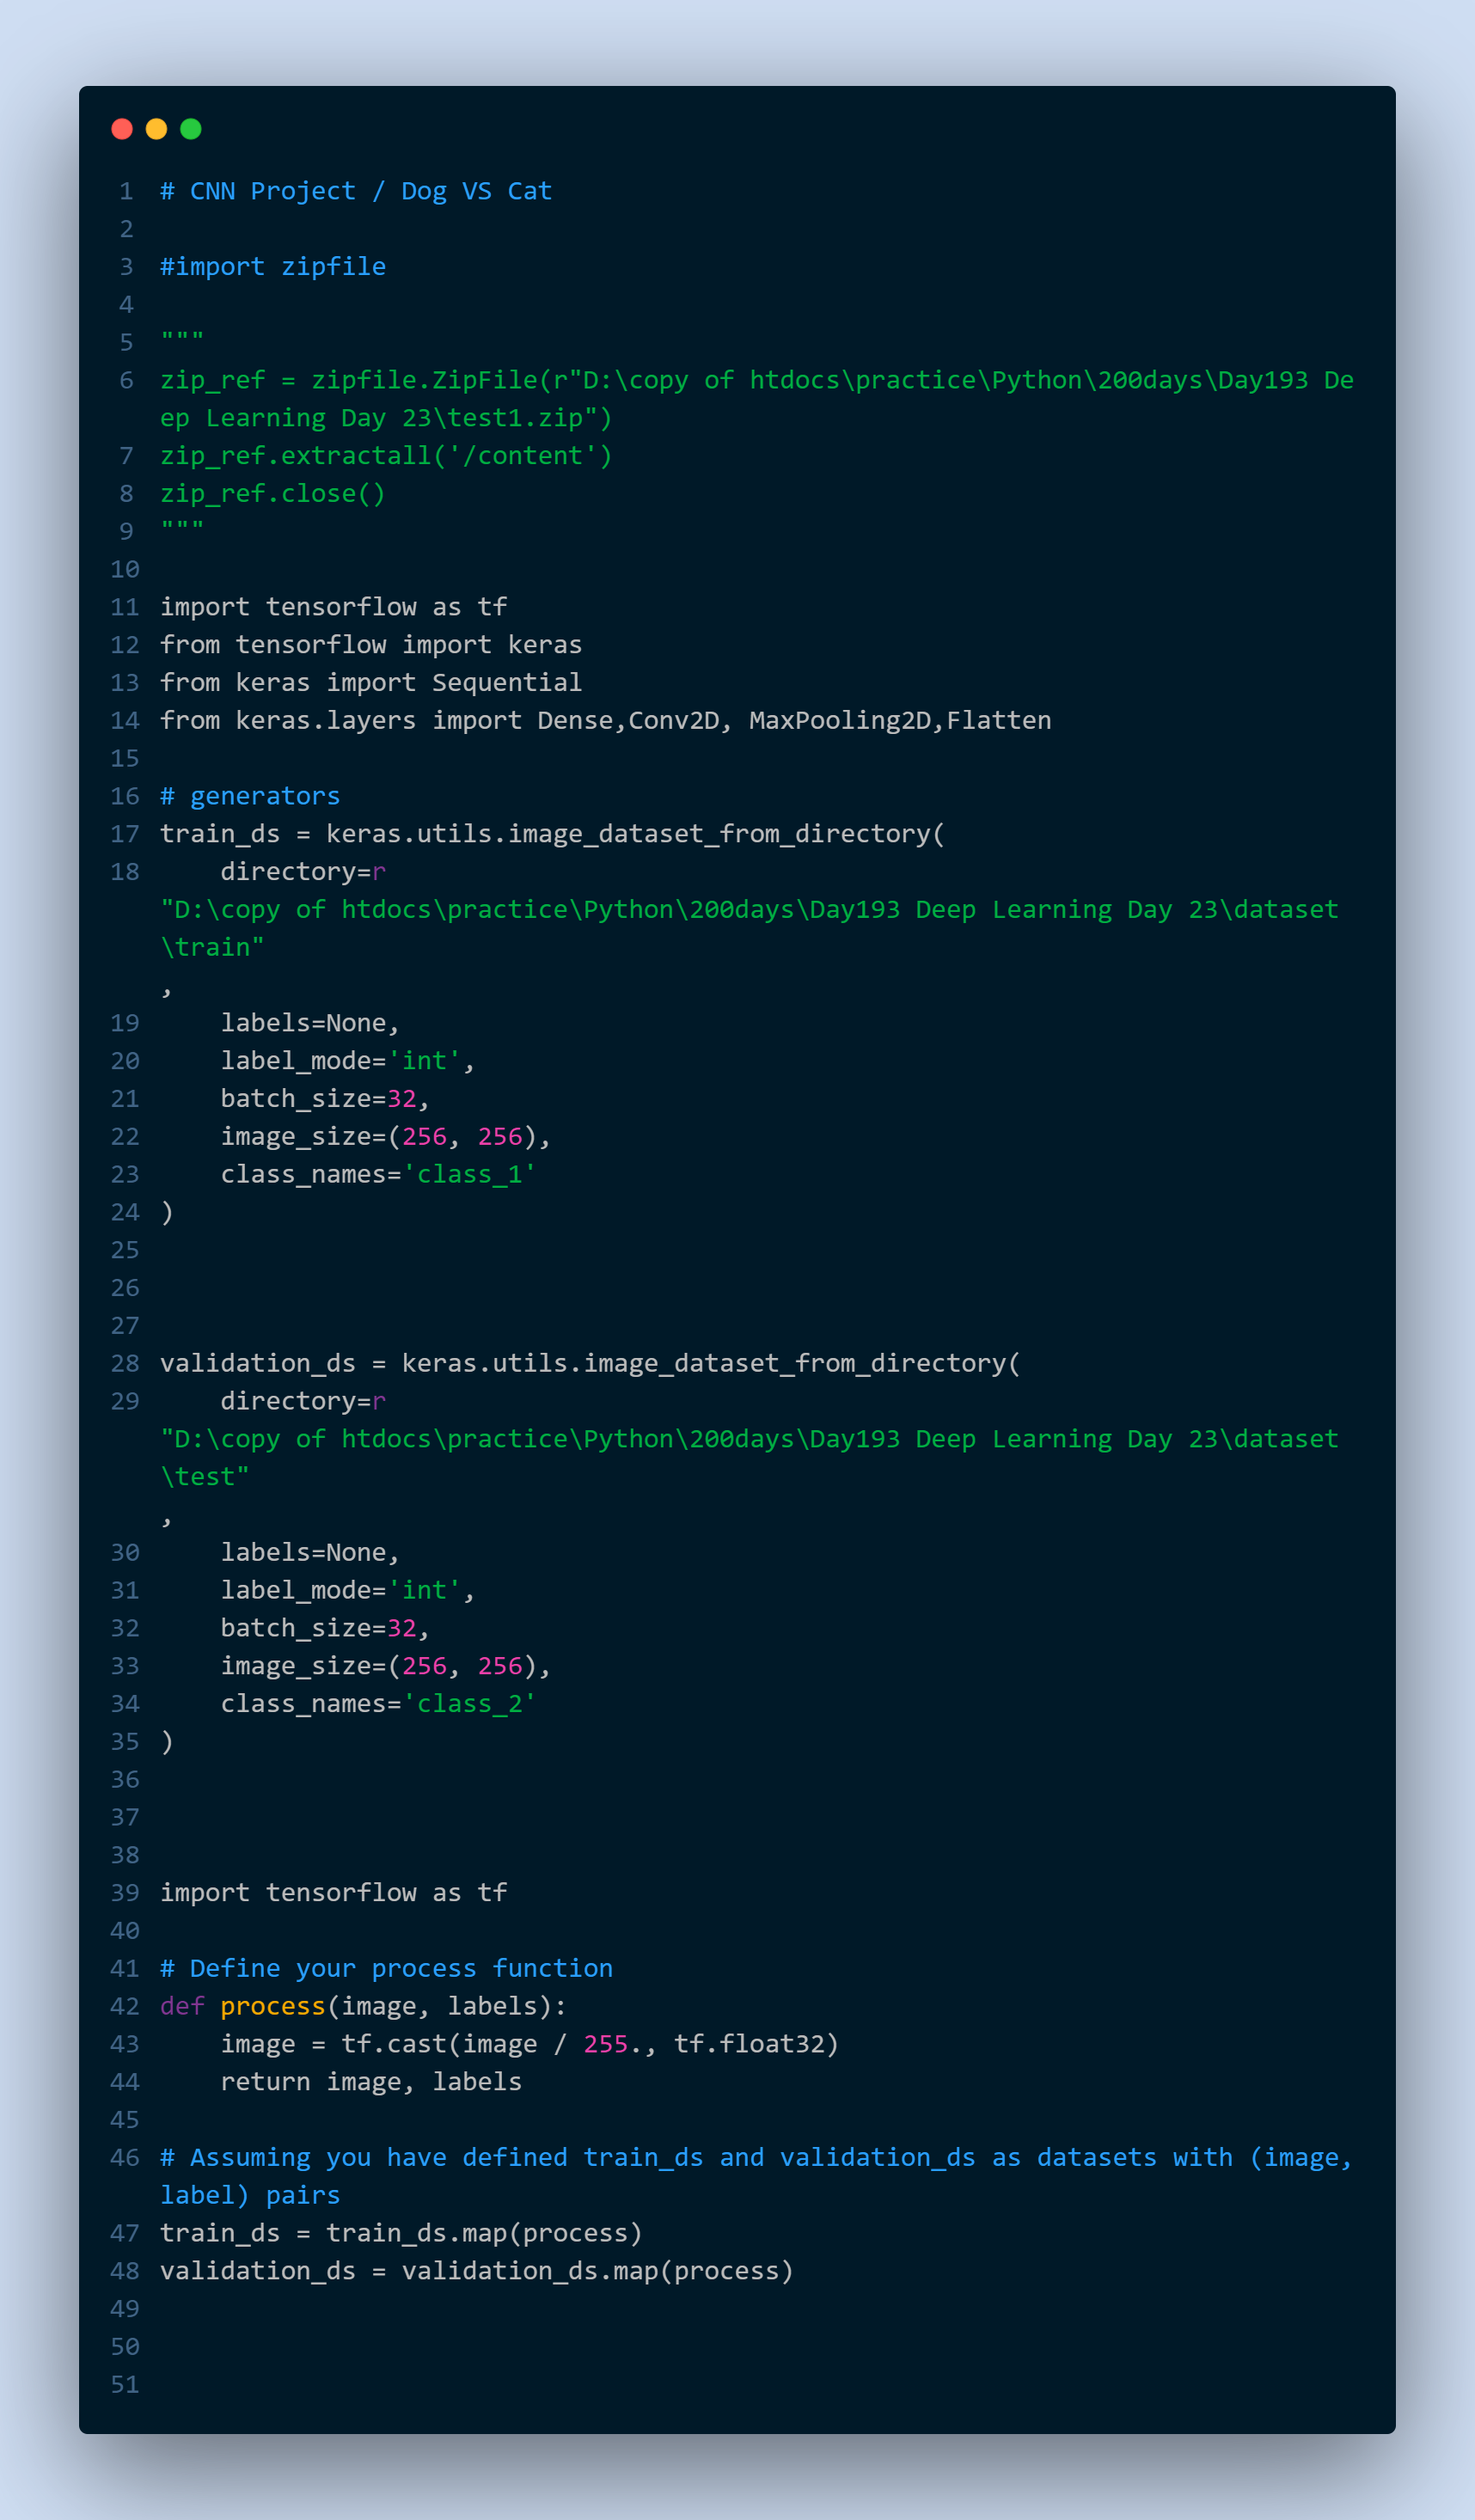 1 # CNN Project / Dog VS Cat
2
3 #import zipfile
4
5 """
6 zip_ref = zipfile.ZipFile(r"D:\copy of htdocs\practice\Python\200days\Day193 De
ep Learning Day 23\test1.zip")
7 zip_ref.extractall('/content')
8 zip_ref.close()
9 """
10
11 import tensorflow as tf
12 from tensorflow import keras
13 from keras import Sequential
14 from keras.layers import Dense,Conv2D, MaxPooling2D,Flatten
15
16 # generators
17 train_ds = keras.utils.image_dataset_from_directory(
18     directory=r
"D:\copy of htdocs\practice\Python\200days\Day193 Deep Learning Day 23\dataset
\train"
,
19     labels=None,
20     label_mode='int',
21     batch_size=32,
22     image_size=(256, 256),
23     class_names='class_1'
24 )
25
26
27
28 validation_ds = keras.utils.image_dataset_from_directory(
29     directory=r
"D:\copy of htdocs\practice\Python\200days\Day193 Deep Learning Day 23\dataset
\test"
,
30     labels=None,
31     label_mode='int',
32     batch_size=32,
33     image_size=(256, 256),
34     class_names='class_2'
35 )
36
37
38
39 import tensorflow as tf
40
41 # Define your process function
42 def process(image, labels):
43     image = tf.cast(image / 255., tf.float32)
44     return image, labels
45
46 # Assuming you have defined train_ds and validation_ds as datasets with (image,
label) pairs
47 train_ds = train_ds.map(process)
48 validation_ds = validation_ds.map(process)
49
50
51